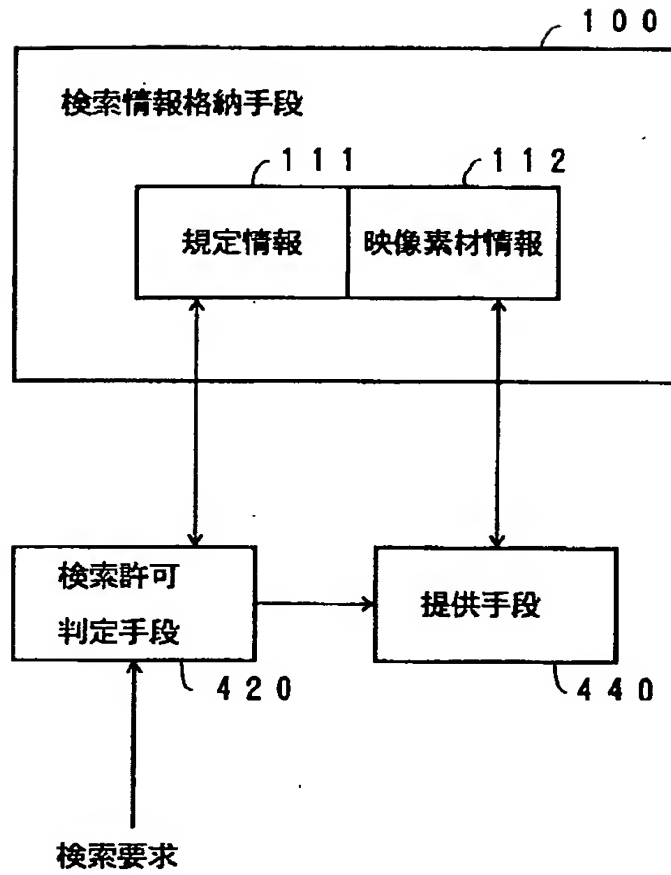 １００
検索情報格納手段
１１１
１１２
規定情報
映像素材情報
検索許可
判定手段
提供手段
４２０
４４０
検索要求